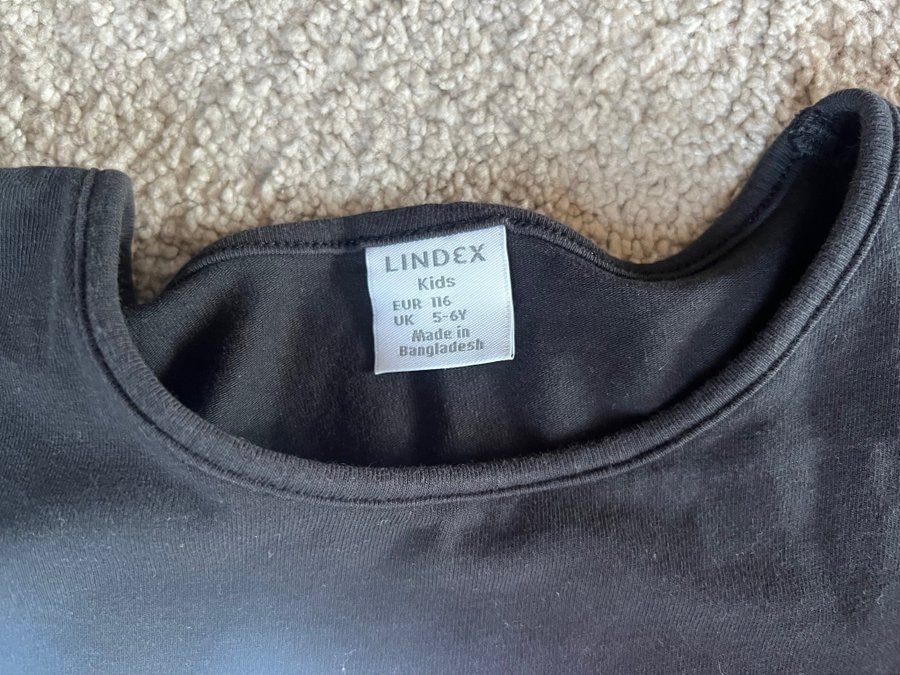 LINDEX
Kids
EUR 116
UK 5-6Y
Made in
Bangladesh